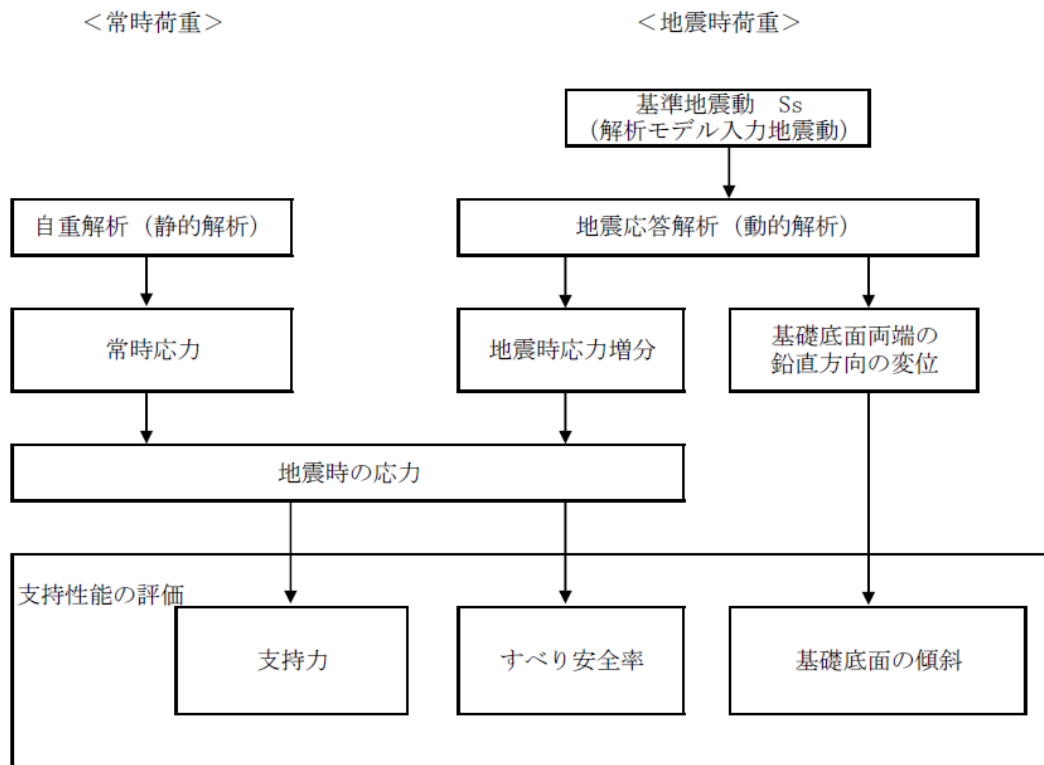 ＜常時荷重＞
＜地震時荷重＞
基準地震動　Ss
（解析モデル入力地震動）
自重解析（静的解析）
地震応答解析（動的解析）
常時応力
地震時応力増分
基礎底面両端の
鉛直方向の変位
地震時の応力
支持性能の評価
支持力
すべり安全率
基礎底面の傾斜